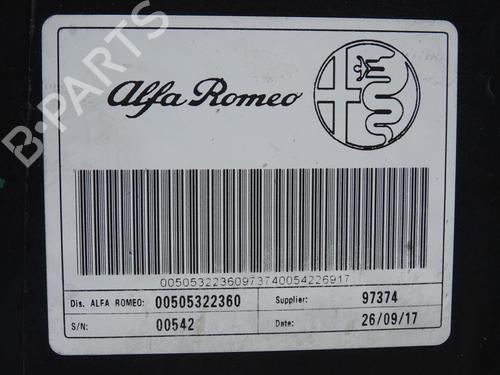 B-PARTS
Alfa Romeo
00505322360973740054226917
Dis. ALFA ROMEO: 00505322360 Supplier: 97374
S/N: 00542 Date: 26/09/17